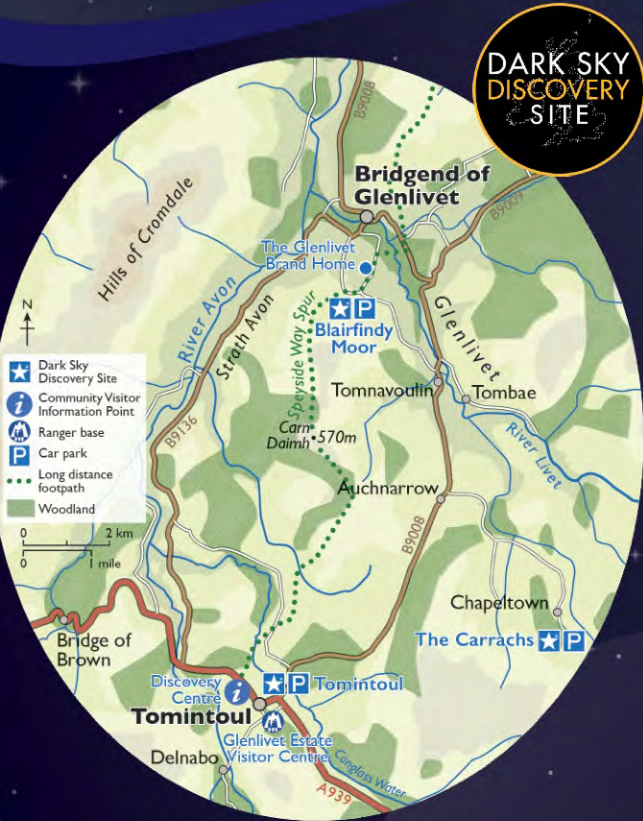 DARK SKY
DISCOVERY
SITE
B9008
Bridgend of
Glenlivet
B9009
Hills of Cromdale
The Glenlivet
Brand Home
River Avon
Strath Avon
Speyside Way Spur
Glenlivet
P
Blairfindy
Moor
N
Dark Sky
Discovery Site
i
Community Visitor
Information Point
Ranger base
P
Car park
Long distance
footpath
Woodland
0 2 km
0 1 mile
Tomnavoulin
Tombae
River Livet
Carn
Daimh
570m
B9136
Auchnarrow
B9008
Chapeltown
The Carrachs
P
Bridge of
Brown
Discovery
Centre
i
P
Tomintoul
Tomintoul
Glenlivet Estate
Visitor Centre
Delnabo
Conglass Water
A939